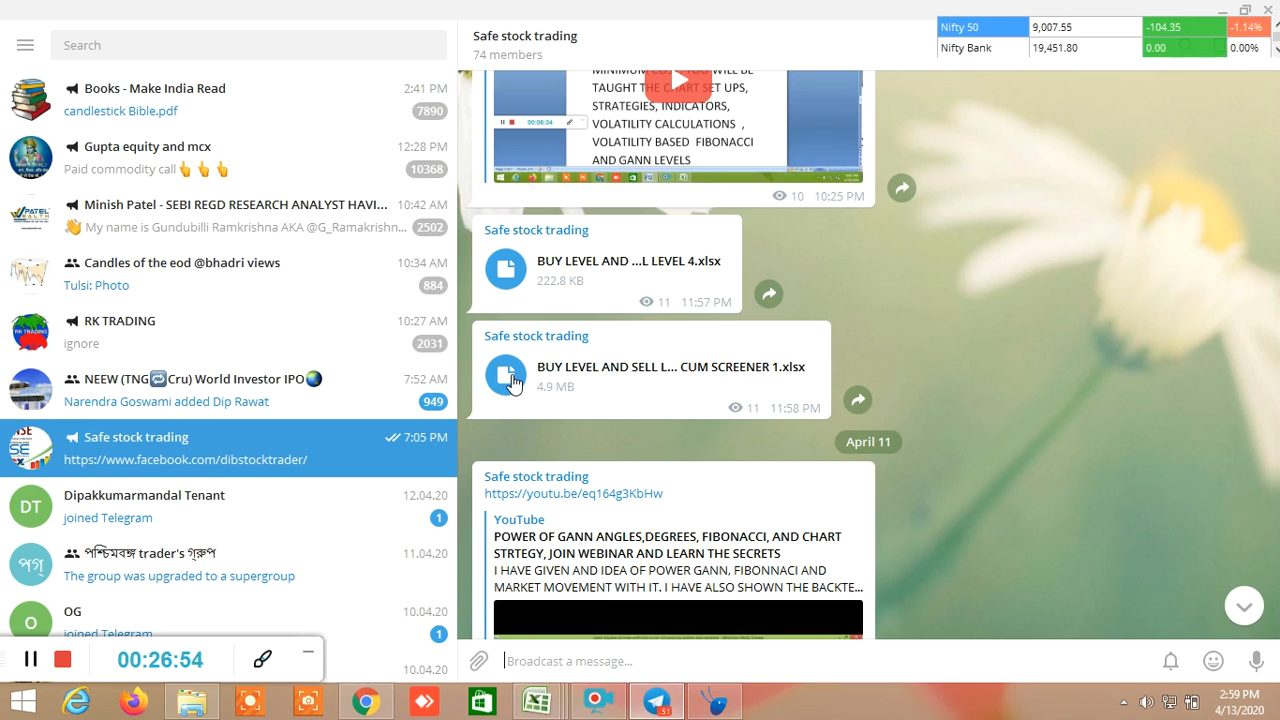 Search
Books - Make India Read
2:41 PM
candlestick Bible.pdf
7890
Gupta equity and mcx
12:28 PM
Paid commodity call👆👆👆
10368
Minish Patel - SEBI REGD RESEARCH ANALYST HAVI...
10:42 AM
👋 My name is Gundubilli Ramkrishna AKA @G_Ramakrishn...
2502
Candles of the eod @bhadri views
10:34 AM
Tulsi: Photo
884
RK TRADING
10:27 AM
ignore
2031
NEEW (TNG🔁Cru) World Investor IPO🌏
7:52 AM
Narendra Goswami added Dip Rawat
949
Safe stock trading
7:05 PM
https://www.facebook.com/dibstocktrader/
DT
Dipakkumarmandal Tenant
12.04.20
joined Telegram
1
পগ্
পশ্চিমবঙ্গ trader's গ্রুপ
11.04.20
The group was upgraded to a supergroup
O
OG
10.04.20
joined Telegram
1
10.04.20
00:26:54
Safe stock trading
74 members
Nifty 50 9,007.55 -104.35 -1.14%
Nifty Bank 19,451.80 0.00 0.00%
TAUGHT THE CHART SET UPS,
STRATEGIES, INDICATORS,
VOLATILITY CALCULATIONS ,
VOLATILITY BASED FIBONACCI
AND GANN LEVELS
00:06:34
10 10:25 PM
Safe stock trading
BUY LEVEL AND ...L LEVEL 4.xlsx
222.8 KB
11 11:57 PM
Safe stock trading
BUY LEVEL AND SELL L... CUM SCREENER 1.xlsx
4.9 MB
11 11:58 PM
April 11
Safe stock trading
https://youtu.be/eq164g3KbHw
YouTube
POWER OF GANN ANGLES,DEGREES, FIBONACCI, AND CHART
STRTEGY, JOIN WEBINAR AND LEARN THE SECRETS
I HAVE GIVEN AND IDEA OF POWER GANN, FIBONNACI AND
MARKET MOVEMENT WITH IT. I HAVE ALSO SHOWN THE BACKTE...
Broadcast a message...
51
2:59 PM
4/13/2020